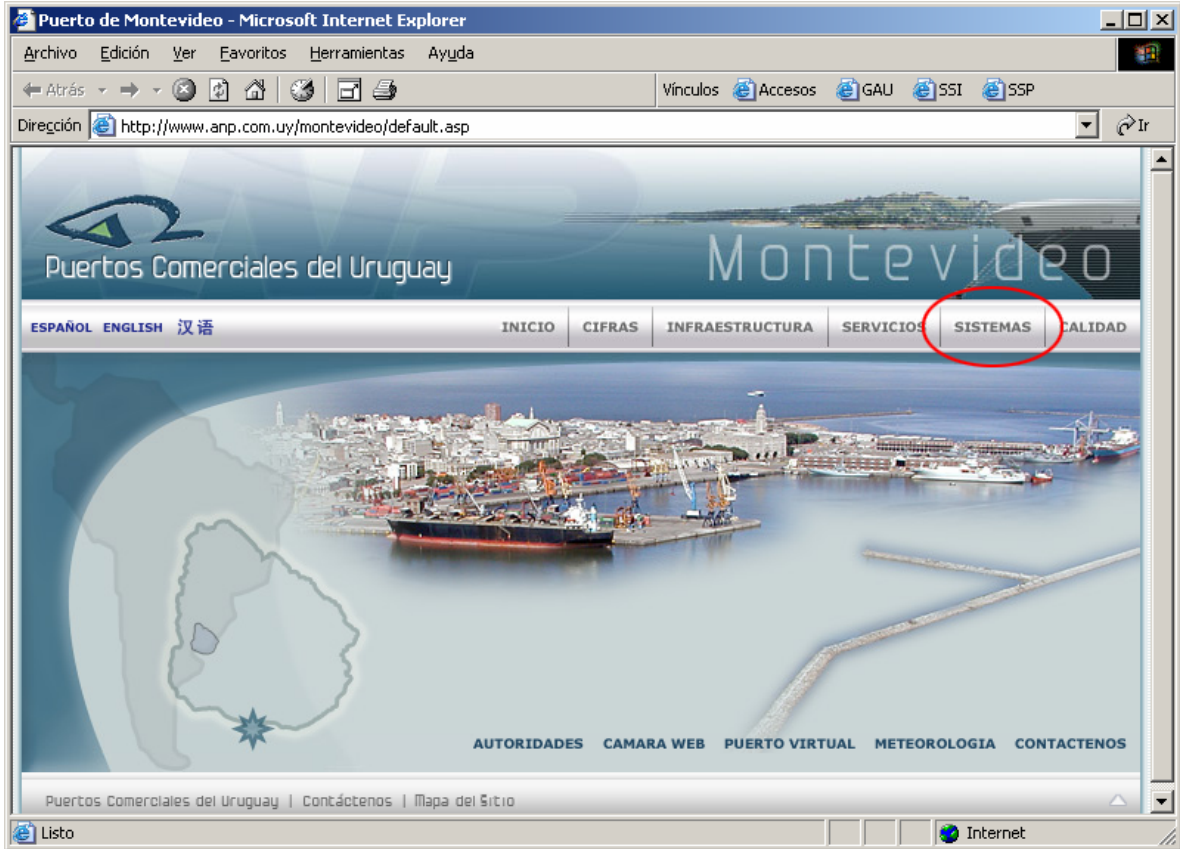 Puerto de Montevideo - Microsoft Internet Explorer
Archivo Edición Ver Favoritos Herramientas Ayuda
Atrás Vínculos Accesos GAU SSI SSP
Dirección http://www.anp.com.uy/montevideo/default.asp Ir
ANP
Puertos Comerciales del Uruguay Montevideo
ESPAÑOL ENGLISH 汉语 INICIO CIFRAS INFRAESTRUCTURA SERVICIOS SISTEMAS CALIDAD
AUTORIDADES CAMARA WEB PUERTO VIRTUAL METEOROLOGIA CONTACTENOS
Puertos Comerciales del Uruguay | Contáctenos | Mapa del Sitio
Listo Internet